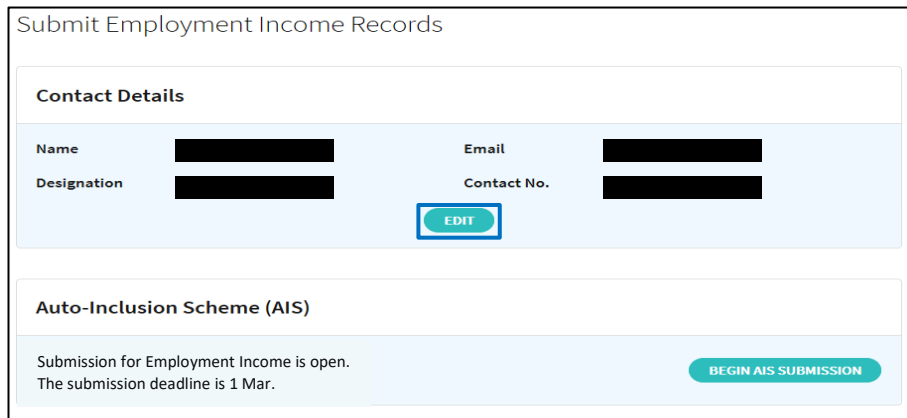 Submit Employment Income Records
Contact Details
Name
Email
Designation
Contact No.
EDIT
Auto-Inclusion Scheme (AIS)
Submission for Employment Income is open.
The submission deadline is 1 Mar.
BEGIN AIS SUBMISSION